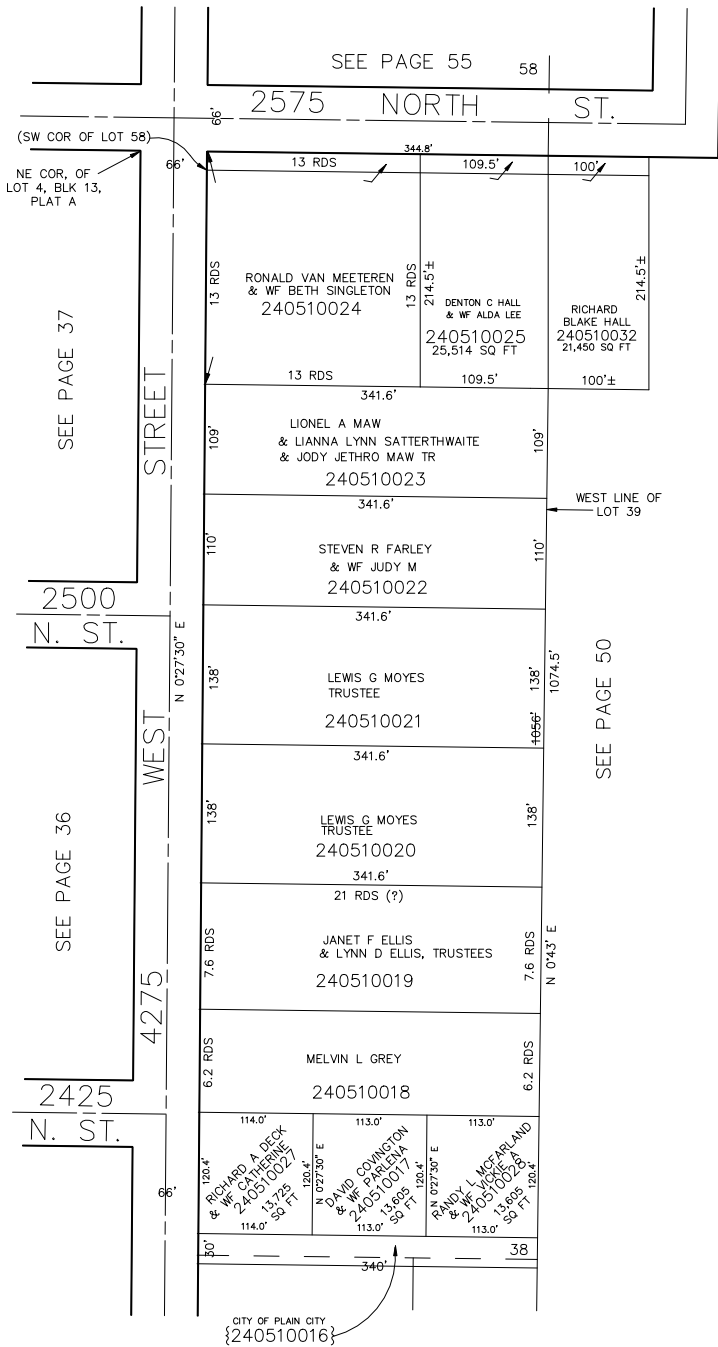 SEE PAGE 55
58
2575 NORTH ST.
66'
(SW COR OF LOT 58)
NE COR, OF
LOT 4, BLK 13,
PLAT A
66'
344.8'
13 RDS
109.5'
100'
13 RDS
RONALD VAN MEETEREN
& WF BETH SINGLETON
240510024
13 RDS
214.5'±
DENTON C HALL
& WF ALDA LEE
240510025
25,514 SQ FT
RICHARD
BLAKE HALL
240510032
21,450 SQ FT
214.5'±
13 RDS
109.5'
100'±
SEE PAGE 37
STREET
341.6'
109'
LIONEL A MAW
& LIANNA LYNN SATTERTHWAITE
& JODY JETHRO MAW TR
240510023
109'
341.6'
WEST LINE OF
LOT 39
110'
STEVEN R FARLEY
& WF JUDY M
240510022
110'
2500
N. ST.
341.6'
N 0°27'30" E
138'
LEWIS G MOYES
TRUSTEE
240510021
138'
1056'
1074.5'
SEE PAGE 50
WEST
341.6'
138'
LEWIS G MOYES
TRUSTEE
240510020
138'
341.6'
SEE PAGE 36
21 RDS (?)
7.6 RDS
JANET F ELLIS
& LYNN D ELLIS, TRUSTEES
240510019
7.6 RDS
N 0°43' E
4275
6.2 RDS
MELVIN L GREY
240510018
6.2 RDS
2425
N. ST.
114.0'
113.0'
113.0'
120.4'
RICHARD A DECK
& WF CATHERINE
240510027
13,725
SQ FT
120.4'
N 0°27'30" E
DAVID COVINGTON
& WF PARLENA
240510017
13,605
SQ FT
120.4'
N 0°27'30" E
RANDY L MCFARLAND
& WF VICKIE A
240510028
13,605
SQ FT
120.4'
114.0'
113.0'
113.0'
66'
30'
38
340'
CITY OF PLAIN CITY
{240510016}